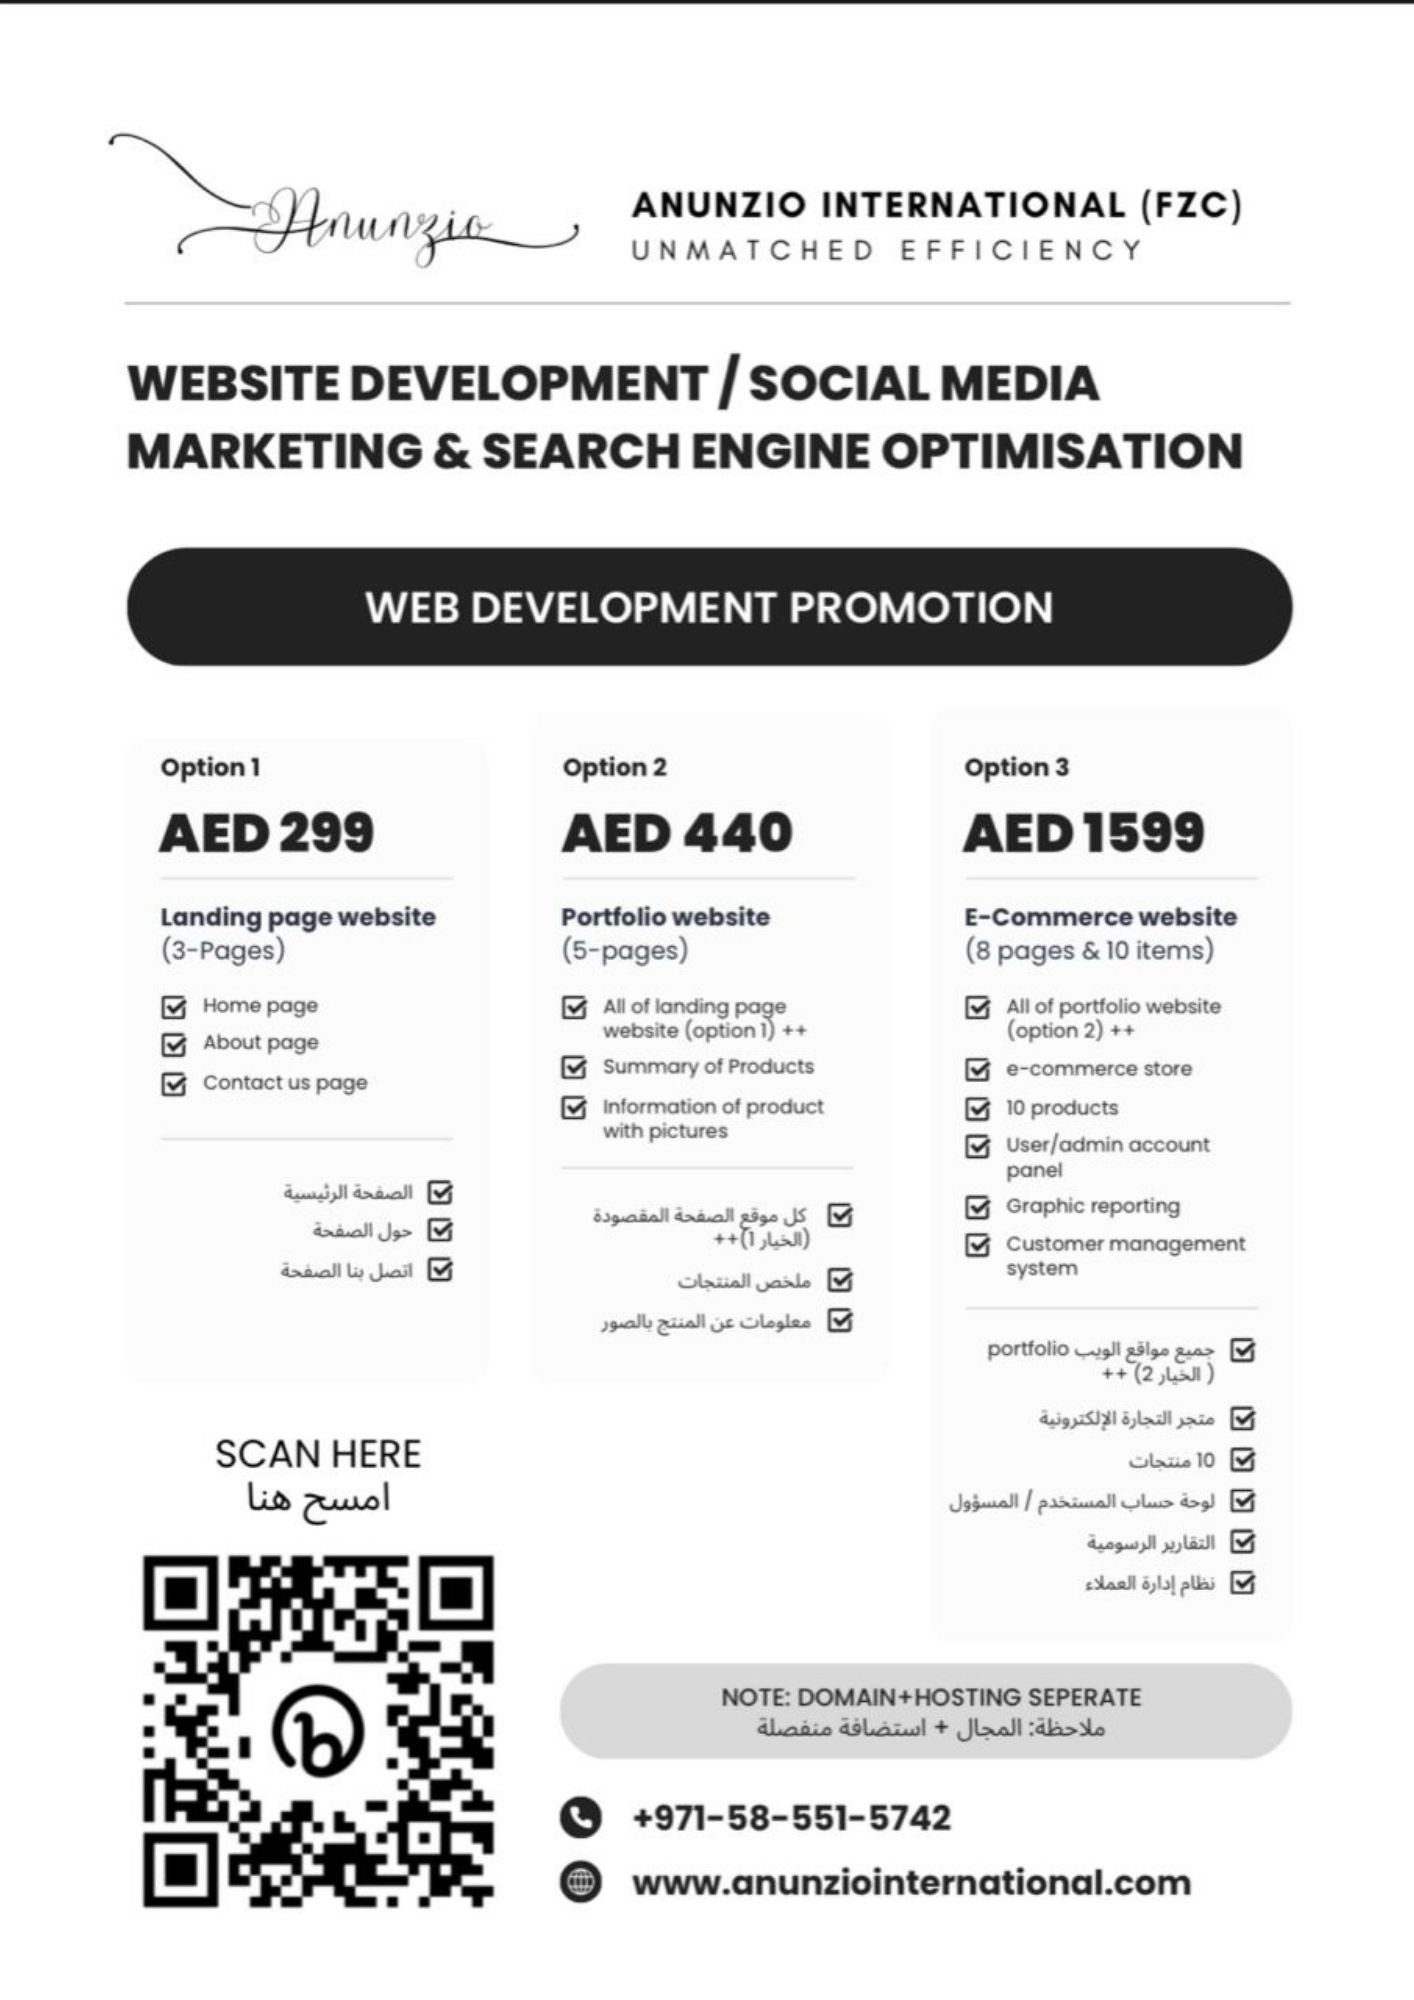 Anunzio
ANUNZIO INTERNATIONAL (FZC)
UNMATCHED EFFICIENCY
WEBSITE DEVELOPMENT / SOCIAL MEDIA
MARKETING & SEARCH ENGINE OPTIMISATION
WEB DEVELOPMENT PROMOTION
Option 1
AED 299
Landing page website
(3-Pages)
Home page
About page
Contact us page
الصفحة الرئيسية
حول الصفحة
اتصل بنا الصفحة
Option 2
AED 440
Portfolio website
(5-pages)
All of landing page
website (option 1) ++
Summary of Products
Information of product
with pictures
كل موقع الصفحة المقصودة
(الخيار 1)++
ملخص المنتجات
معلومات عن المنتج بالصور
Option 3
AED 1599
E-Commerce website
(8 pages & 10 items)
All of portfolio website
(option 2) ++
e-commerce store
10 products
User/admin account
panel
Graphic reporting
Customer management
system
جميع مواقع الويب portfolio
( الخيار 2) ++
متجر التجارة الإلكترونية
10 منتجات
لوحة حساب المستخدم / المسؤول
التقارير الرسومية
نظام إدارة العملاء
SCAN HERE
امسح هنا
NOTE: DOMAIN+HOSTING SEPERATE
ملاحظة: المجال + استضافة منفصلة
+971-58-551-5742
www.anunziointernational.com